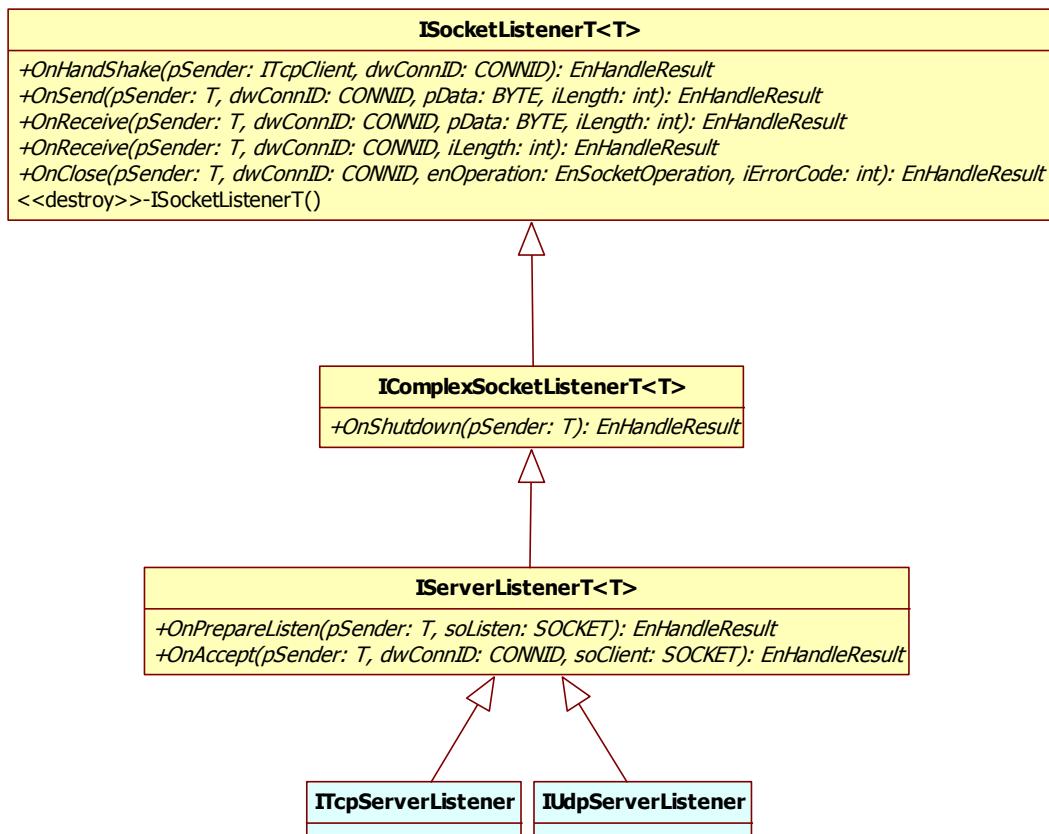 ISocketListenerT<T>
+OnHandShake(pSender: ITcpClient, dwConnID: CONNID): EnHandleResult
+OnSend(pSender: T, dwConnID: CONNID, pData: BYTE, iLength: int): EnHandleResult
+OnReceive(pSender: T, dwConnID: CONNID, pData: BYTE, iLength: int): EnHandleResult
+OnReceive(pSender: T, dwConnID: CONNID, iLength: int): EnHandleResult
+OnClose(pSender: T, dwConnID: CONNID, enOperation: EnSocketOperation, iErrorCode: int): EnHandleResult
<<destroy>>-ISocketListenerT()
IComplexSocketListenerT<T>
+OnShutdown(pSender: T): EnHandleResult
IServerListenerT<T>
+OnPrepareListen(pSender: T, soListen: SOCKET): EnHandleResult
+OnAccept(pSender: T, dwConnID: CONNID, soClient: SOCKET): EnHandleResult
ITcpServerListener
IUdpServerListener